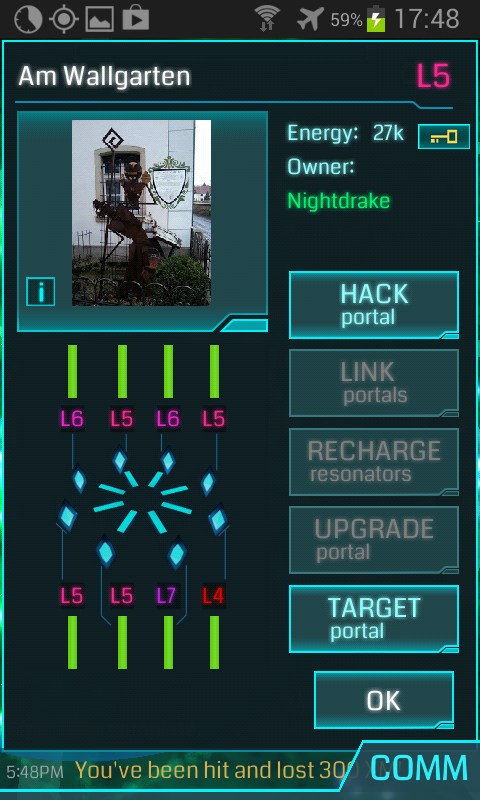 59% 17:48
Am Wallgarten L5
Energy: 27k
Owner:
Nightdrake
i
HACK
portal
LINK
portals
RECHARGE
resonators
UPGRADE
portal
TARGET
portal
L6 L5 L6 L5
L5 L5 L7 L4
OK
5:48PM You've been hit and lost 300 XM
COMM